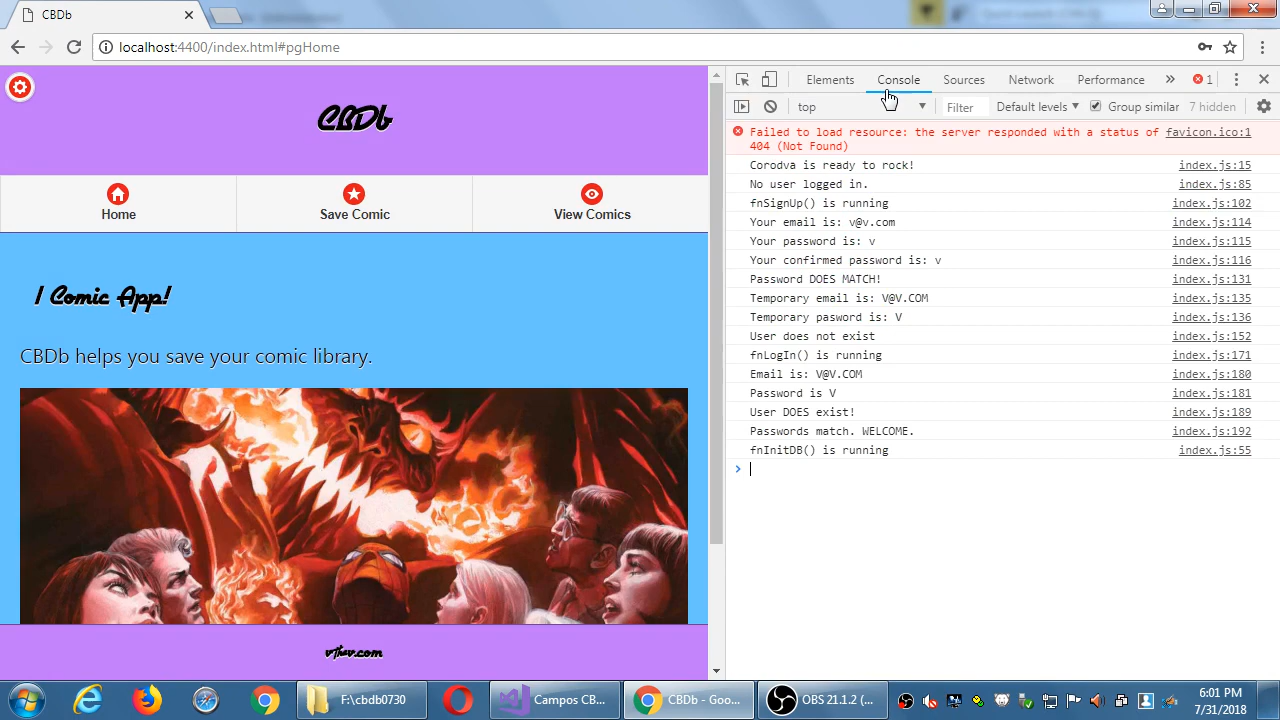 CBDb
localhost:4400/index.html#pgHome
CBDb
Home
Save Comic
View Comics
I Comic App!
CBDb helps you save your comic library.
vthev.com
Elements
Console
Sources
Network
Performance
»
1
top
Filter
Default levels
Group similar
7 hidden
Failed to load resource: the server responded with a status of favicon.ico:1
404 (Not Found)
Corodva is ready to rock! index.js:15
No user logged in. index.js:85
fnSignUp() is running index.js:102
Your email is: v@v.com index.js:114
Your password is: v index.js:115
Your confirmed password is: v index.js:116
Password DOES MATCH! index.js:131
Temporary email is: V@V.COM index.js:135
Temporary pasword is: V index.js:136
User does not exist index.js:152
fnLogIn() is running index.js:171
Email is: V@V.COM index.js:180
Password is V index.js:181
User DOES exist! index.js:189
Passwords match. WELCOME. index.js:192
fnInitDB() is running index.js:55
F:\cbdb0730
Campos CB...
CBDb - Goo...
OBS 21.1.2 (...
6:01 PM
7/31/2018